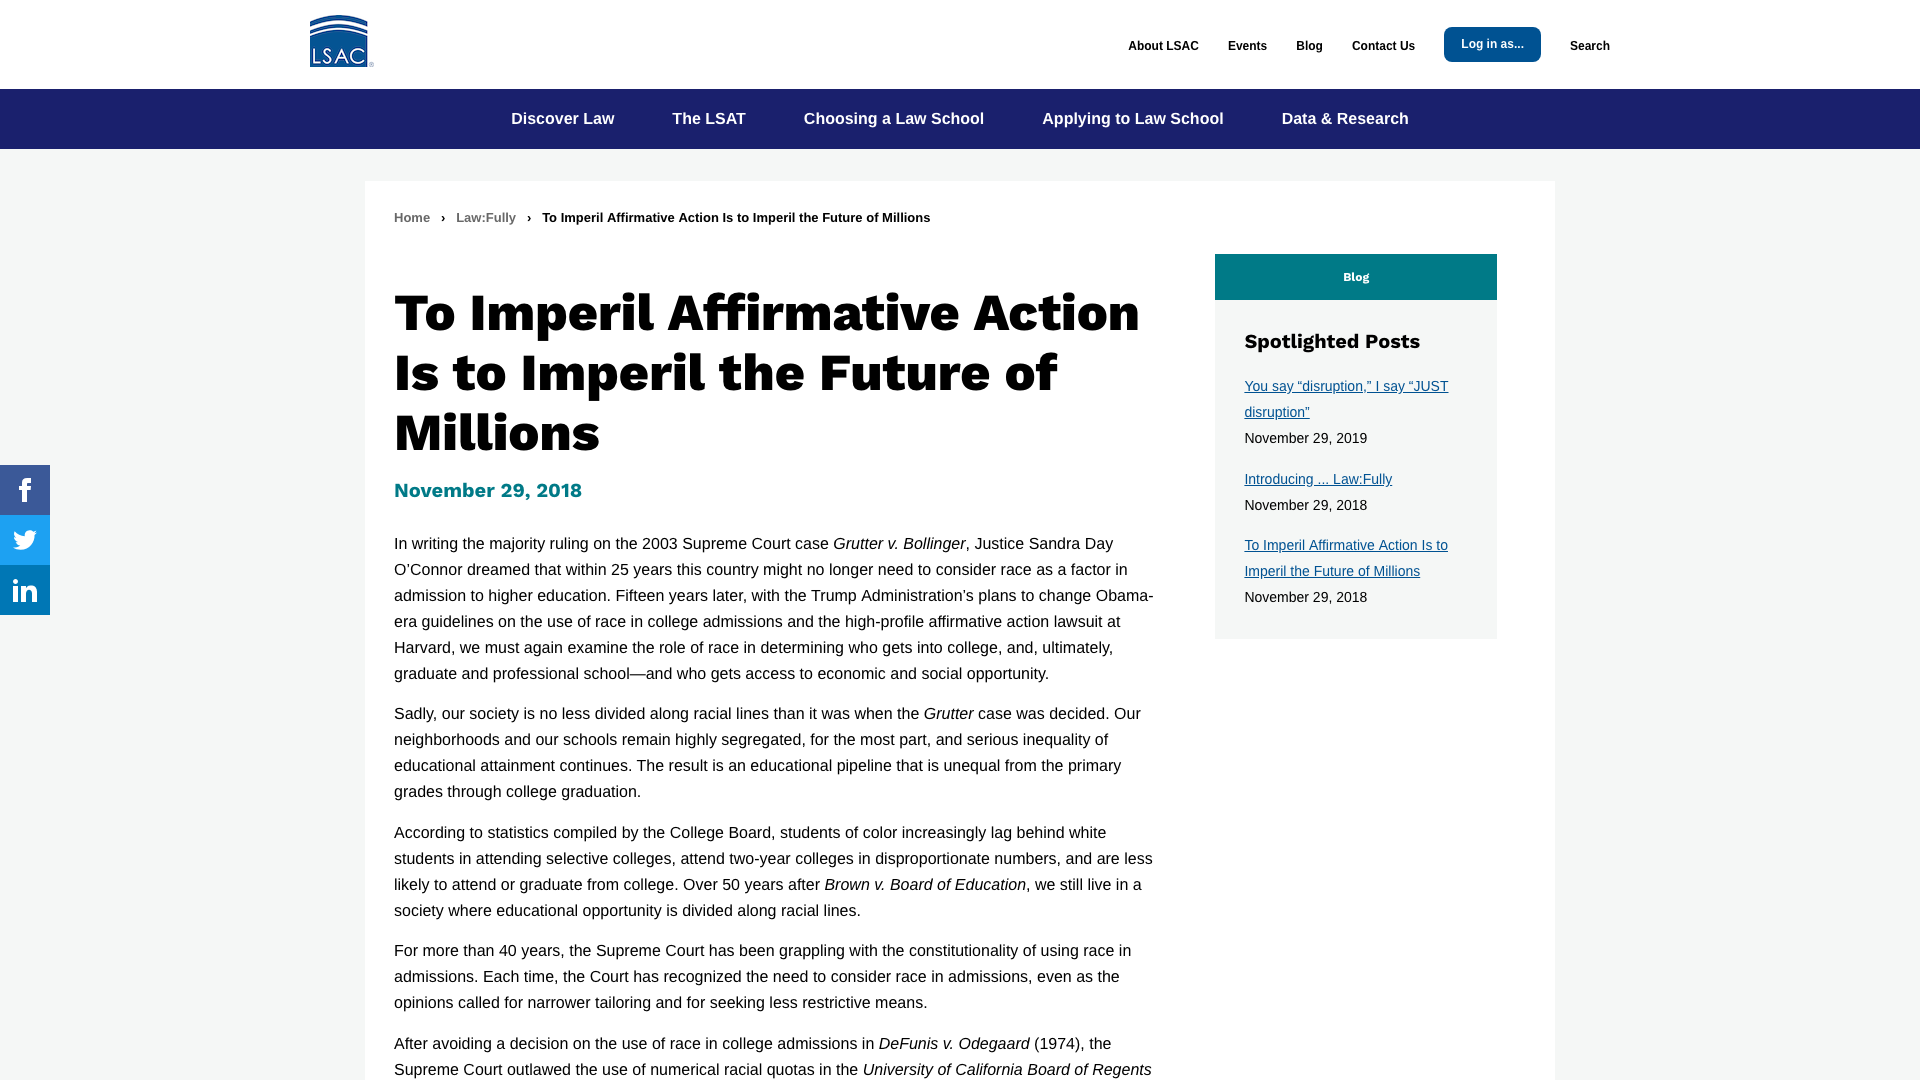 LSAC
About LSAC
Events
Blog
Contact Us
Log in as...
Search
Discover Law
The LSAT
Choosing a Law School
Applying to Law School
Data & Research
Home › Law:Fully › To Imperil Affirmative Action Is to Imperil the Future of Millions
To Imperil Affirmative Action
Is to Imperil the Future of
Millions
November 29, 2018
In writing the majority ruling on the 2003 Supreme Court case Grutter v. Bollinger, Justice Sandra Day
O’Connor dreamed that within 25 years this country might no longer need to consider race as a factor in
admission to higher education. Fifteen years later, with the Trump Administration’s plans to change Obama-
era guidelines on the use of race in college admissions and the high-profile affirmative action lawsuit at
Harvard, we must again examine the role of race in determining who gets into college, and, ultimately,
graduate and professional school—and who gets access to economic and social opportunity.
Sadly, our society is no less divided along racial lines than it was when the Grutter case was decided. Our
neighborhoods and our schools remain highly segregated, for the most part, and serious inequality of
educational attainment continues. The result is an educational pipeline that is unequal from the primary
grades through college graduation.
According to statistics compiled by the College Board, students of color increasingly lag behind white
students in attending selective colleges, attend two-year colleges in disproportionate numbers, and are less
likely to attend or graduate from college. Over 50 years after Brown v. Board of Education, we still live in a
society where educational opportunity is divided along racial lines.
For more than 40 years, the Supreme Court has been grappling with the constitutionality of using race in
admissions. Each time, the Court has recognized the need to consider race in admissions, even as the
opinions called for narrower tailoring and for seeking less restrictive means.
After avoiding a decision on the use of race in college admissions in DeFunis v. Odegaard (1974), the
Supreme Court outlawed the use of numerical racial quotas in the University of California Board of Regents
Blog
Spotlighted Posts
You say “disruption,” I say “JUST
disruption”
November 29, 2019
Introducing ... Law:Fully
November 29, 2018
To Imperil Affirmative Action Is to
Imperil the Future of Millions
November 29, 2018